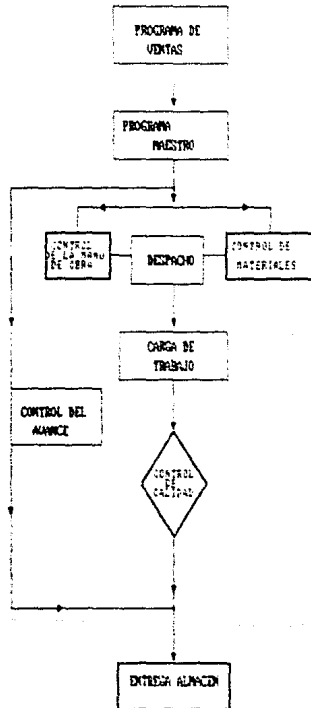 PROGRAMA DE
VENTAS
PROGRAMA
MAESTRO
CONTROL
DE LA MANO
DE OBRA
DESPACHO
CONTROL DE
MATERIALES
CARGA DE
TRABAJO
CONTROL DEL
AVANCE
CONTROL
DE
CALIDAD
ENTREGA ALMACEN